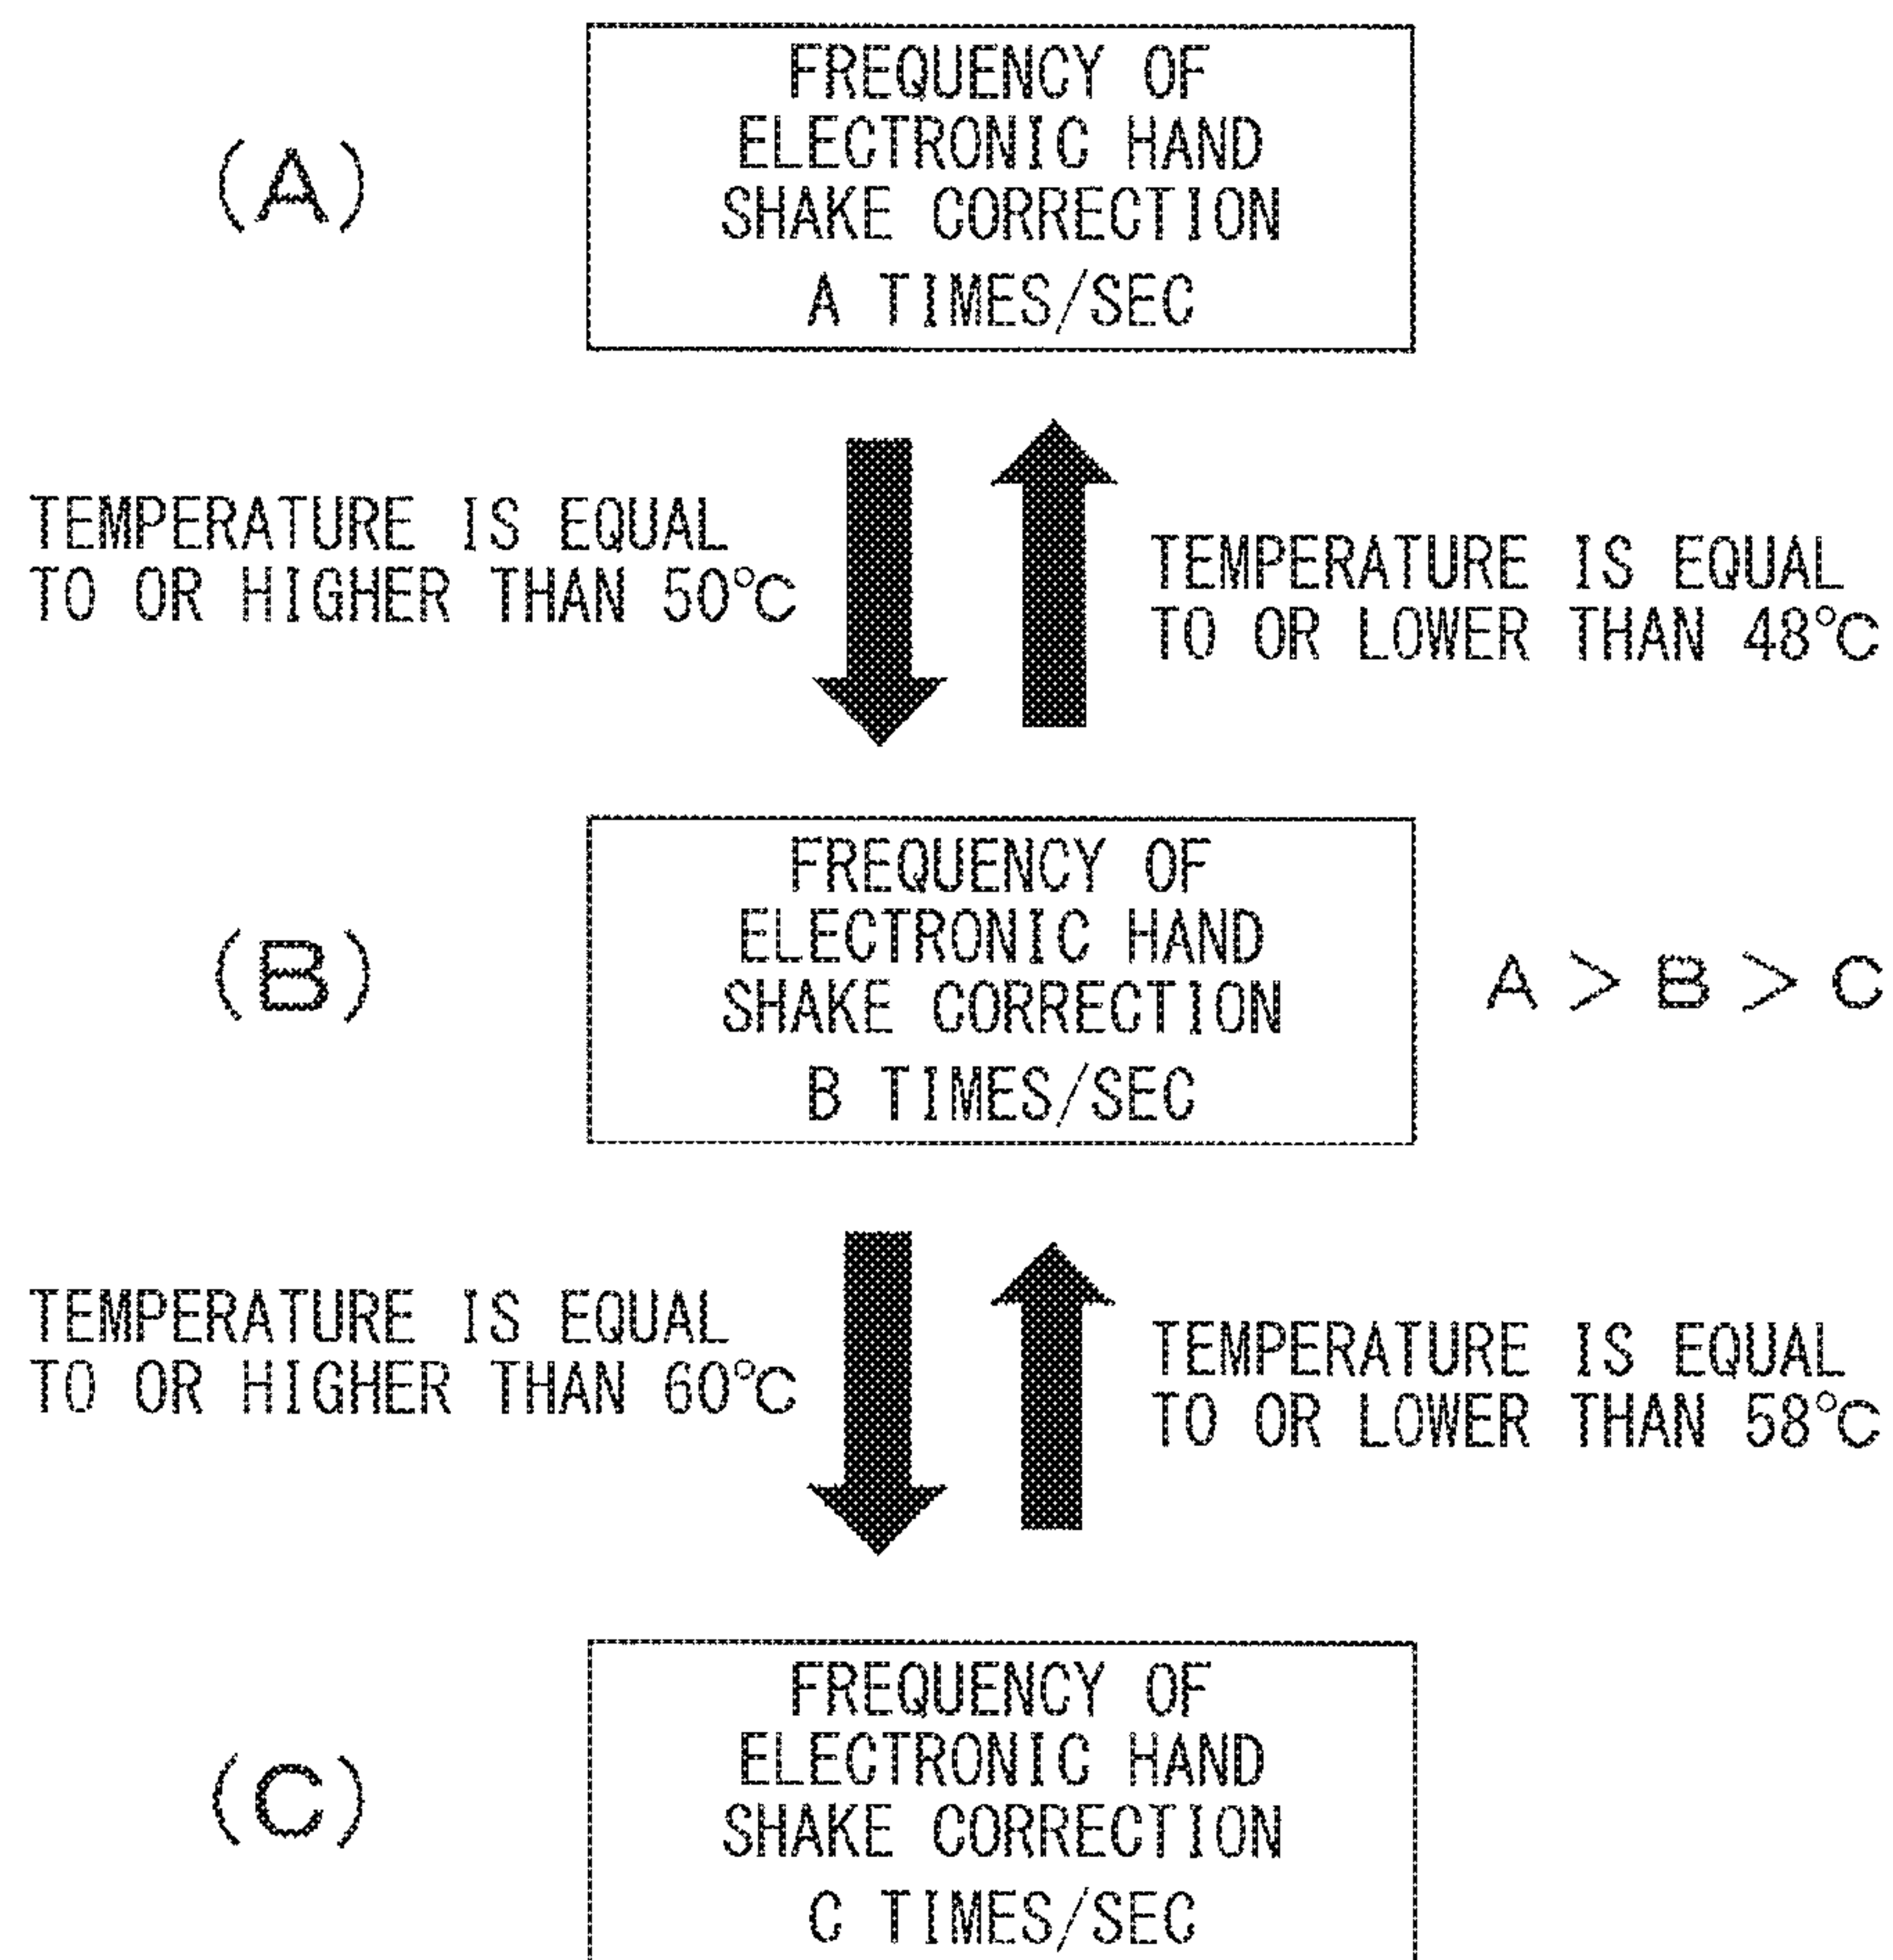 (A)
FREQUENCY OF
ELECTRONIC HAND
SHAKE CORRECTION
A TIMES/SEC
TEMPERATURE IS EQUAL
TO OR HIGHER THAN 50°C
TEMPERATURE IS EQUAL
TO OR LOWER THAN 48°C
(B)
FREQUENCY OF
ELECTRONIC HAND
SHAKE CORRECTION
B TIMES/SEC
A > B > C
TEMPERATURE IS EQUAL
TO OR HIGHER THAN 60°C
TEMPERATURE IS EQUAL
TO OR LOWER THAN 58°C
(C)
FREQUENCY OF
ELECTRONIC HAND
SHAKE CORRECTION
C TIMES/SEC